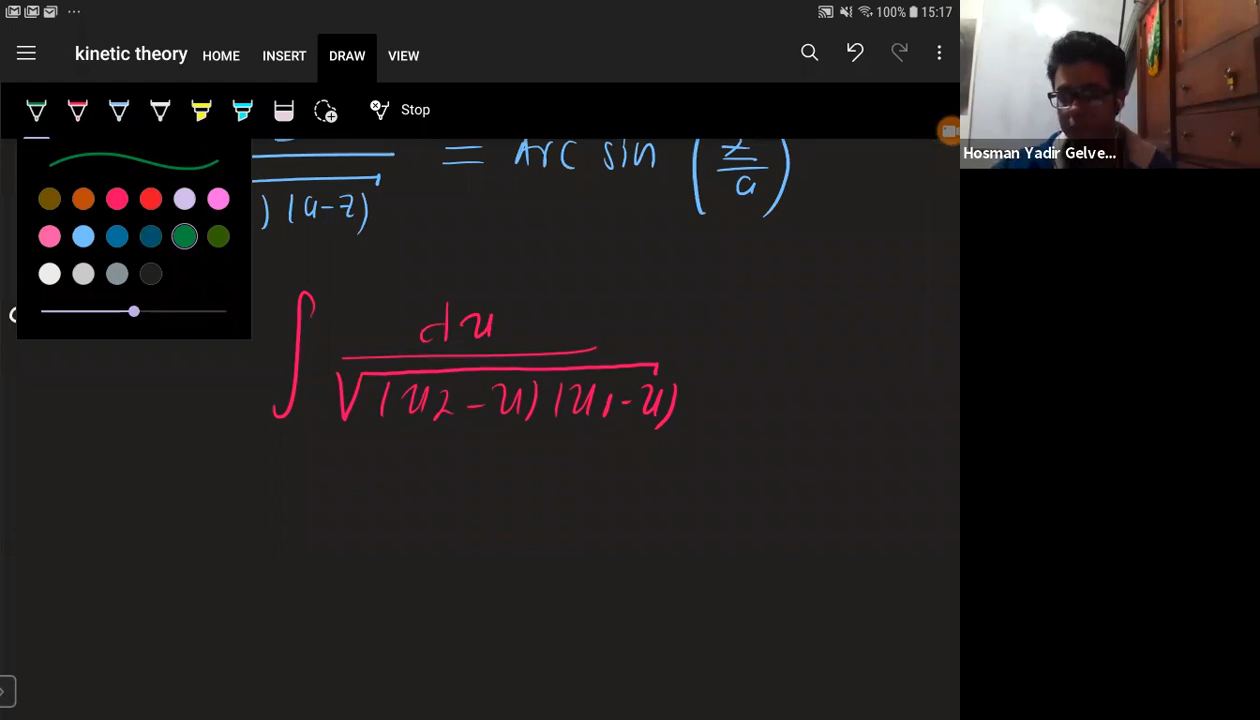 100% 15:17
kinetic theory HOME INSERT DRAW VIEW
Stop
= Arc sin (z/a)
) (a-z)
∫ du / √(u₂ - u) (u₁ - u)
Hosman Yadir Gelve...